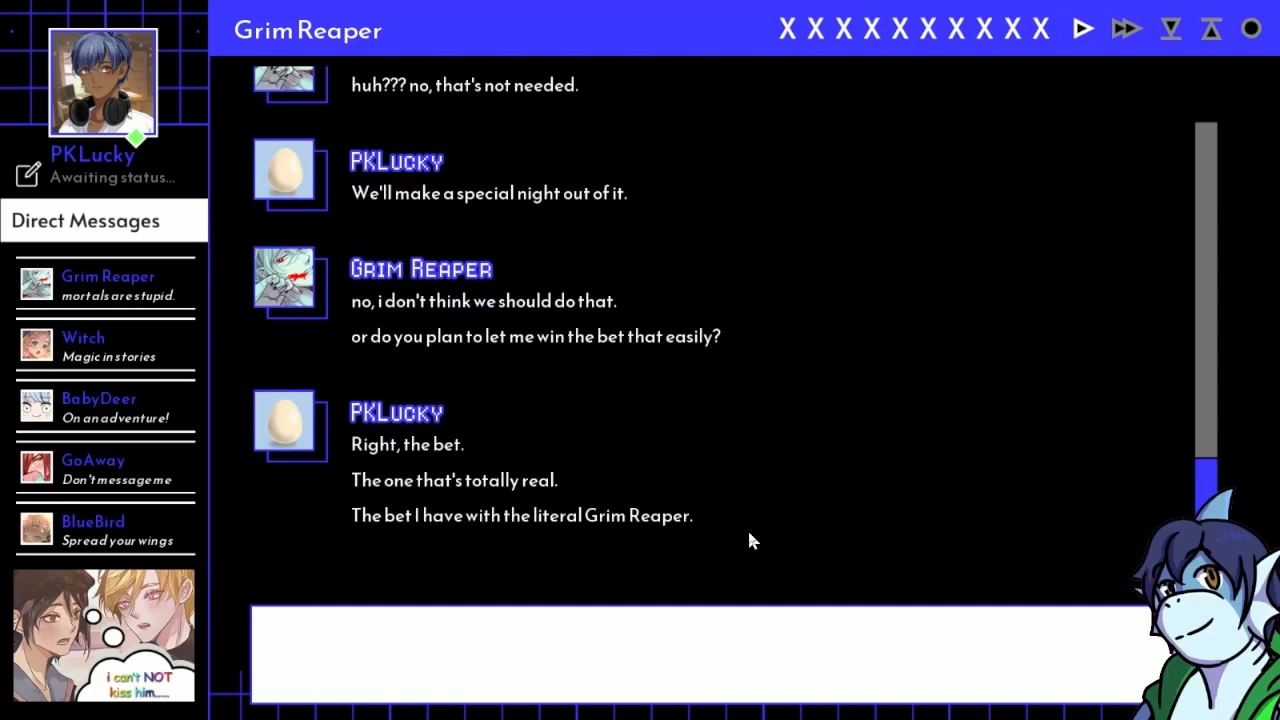 Grim Reaper
X X X X X X X X X X
huh??? no, that's not needed.
PKLucky
Awaiting status...
Direct Messages
Grim Reaper
mortals are stupid.
Witch
Magic in stories
BabyDeer
On an adventure!
GoAway
Don't message me
BlueBird
Spread your wings
i can't NOT
kiss him.....
PKLucky
We'll make a special night out of it.
Grim Reaper
no, i don't think we should do that.
or do you plan to let me win the bet that easily?
PKLucky
Right, the bet.
The one that's totally real.
The bet I have with the literal Grim Reaper.